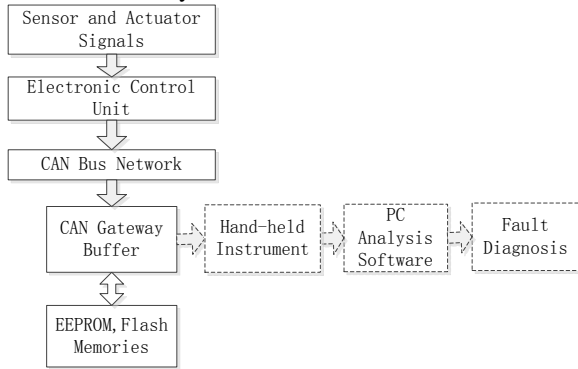 Sensor and Actuator
Signals
Electronic Control
Unit
CAN Bus Network
CAN Gateway
Buffer
Hand-held
Instrument
PC
Analysis
Software
Fault
Diagnosis
EEPROM,Flash
Memories